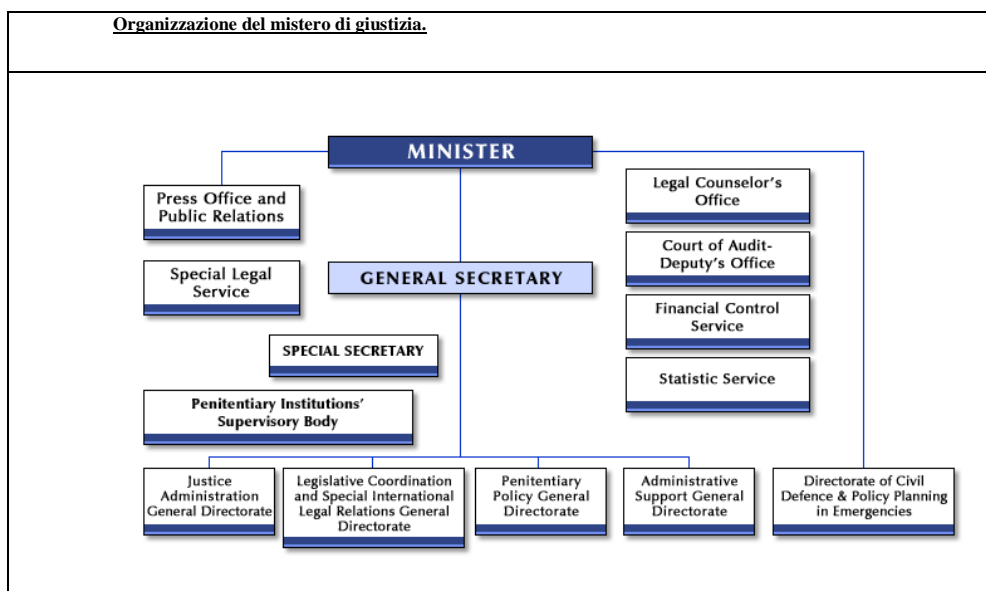 Organizzazione del mistero di giustizia.
MINISTER
Press Office and
Public Relations
Legal Counselor's
Office
Special Legal
Service
GENERAL SECRETARY
Court of Audit-
Deputy's Office
Financial Control
Service
SPECIAL SECRETARY
Statistic Service
Penitentiary Institutions'
Supervisory Body
Justice
Administration
General Directorate
Legislative Coordination
and Special International
Legal Relations General
Directorate
Penitentiary
Policy General
Directorate
Administrative
Support General
Directorate
Directorate of Civil
Defence & Policy Planning
in Emergencies